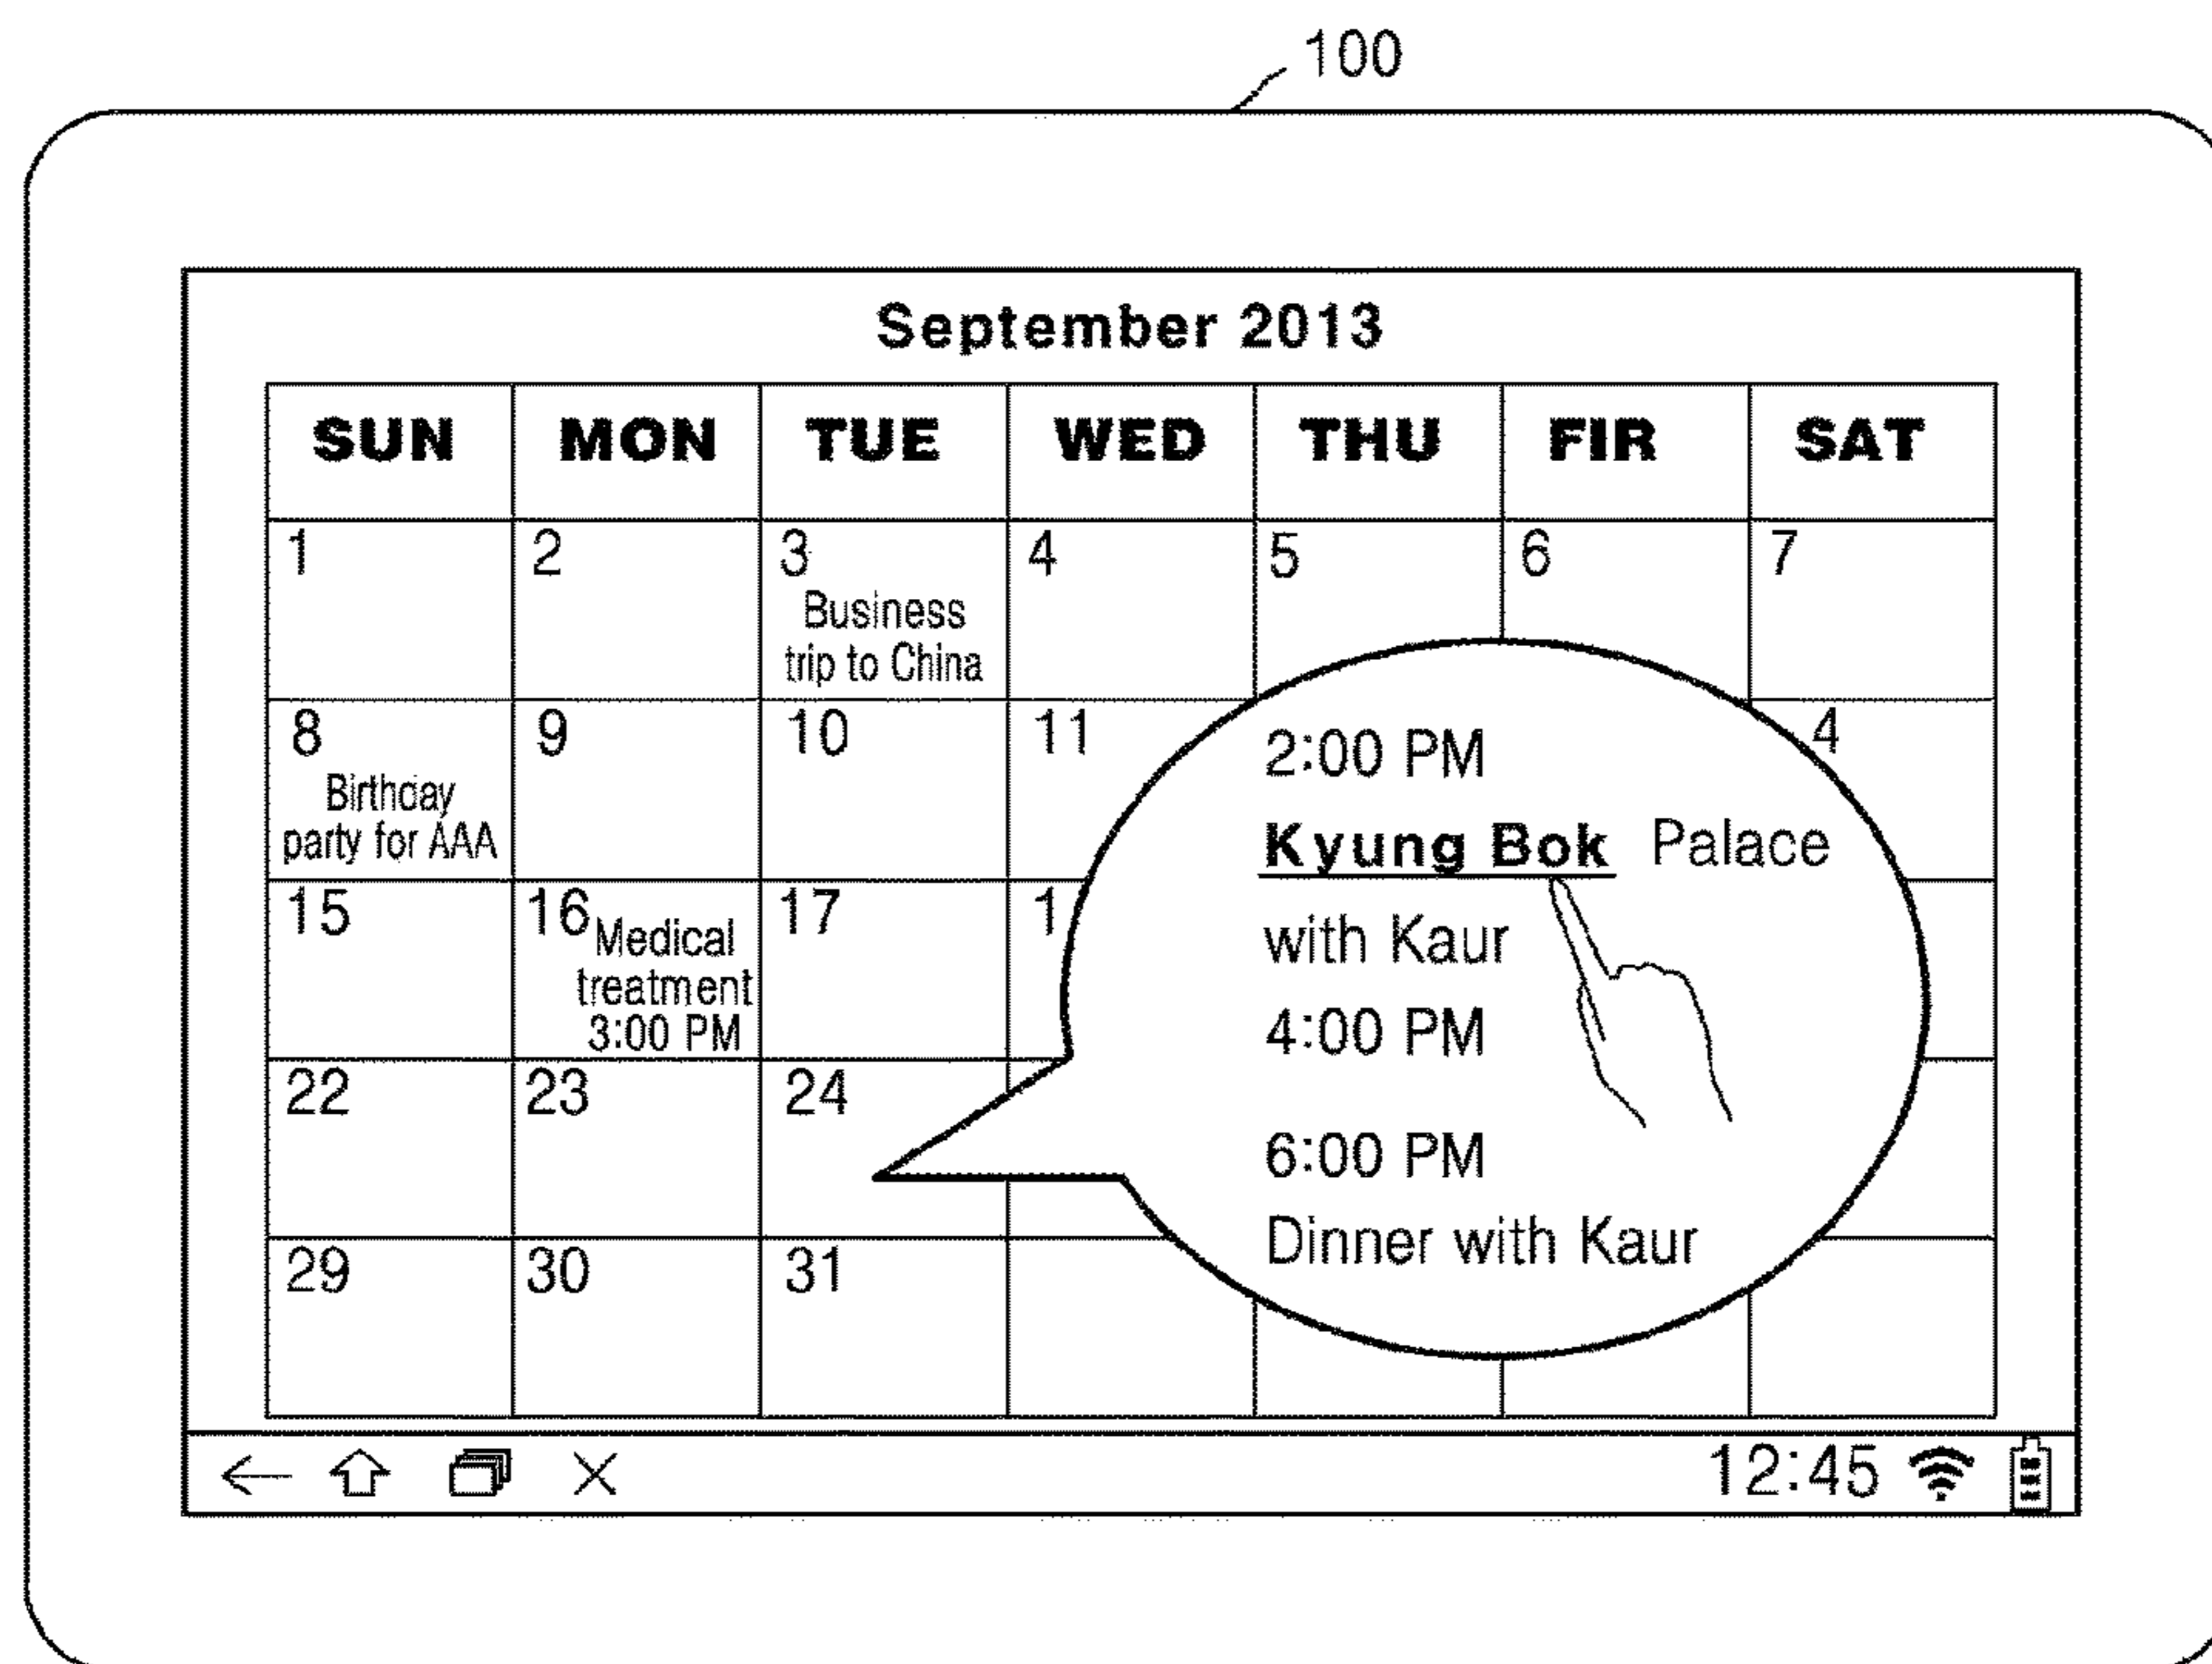 100
September 2013
SUN MON TUE WED THU FIR SAT
1 2 3 4 5 6 7
Business
trip to China
8 9 10 11 4
Birthday
party for AAA
15 16 17 1
Medical
treatment
3:00 PM
22 23 24
29 30 31
2:00 PM
Kyung Bok Palace
with Kaur
4:00 PM
6:00 PM
Dinner with Kaur
12:45